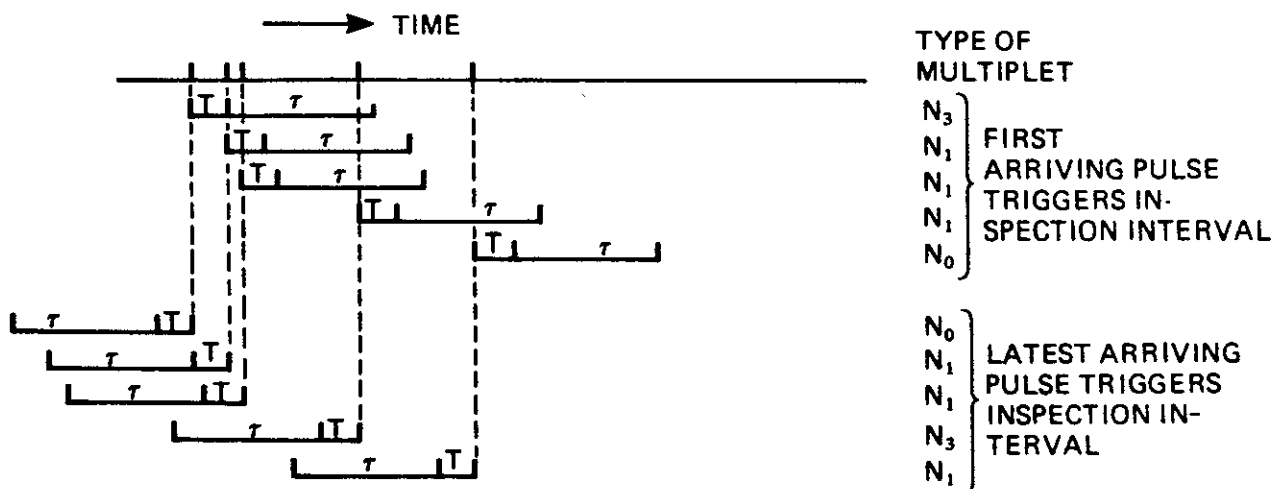 TIME
TYPE OF
MULTIPLET
T τ
T τ
T τ
T τ
T τ
N₃
N₁
N₁
N₁
N₀
FIRST
ARRIVING PULSE
TRIGGERS IN-
SPECTION INTERVAL
τ T
τ T
τ T
τ T
τ T
N₀
N₁
N₁
N₃
N₁
LATEST ARRIVING
PULSE TRIGGERS
INSPECTION IN-
TERVAL